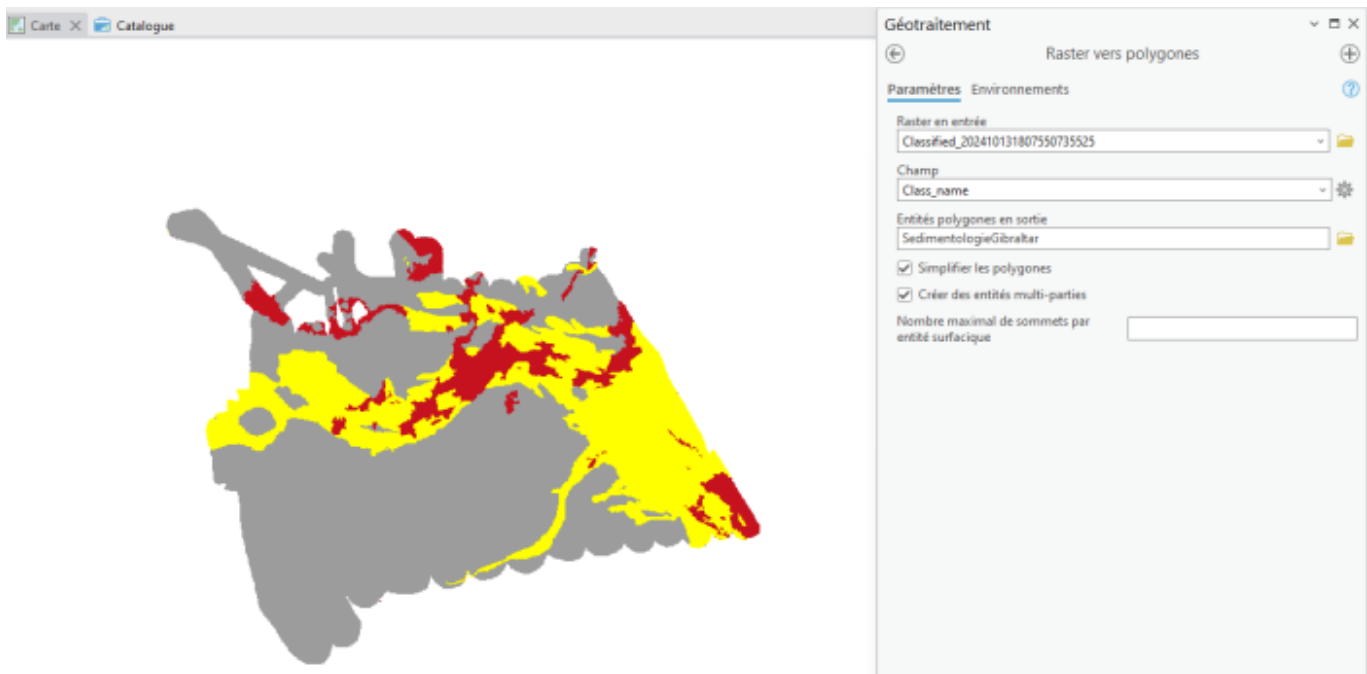 Carte
Catalogue
Géotraitement
Raster vers polygones
Paramètres Environnements
Raster en entrée
Classified_202410131807550735525
Champ
Class_name
Entités polygones en sortie
SedimentologieGibraltar
Simplifier les polygones
Créer des entités multi-parties
Nombre maximal de sommets par
entité surfacique